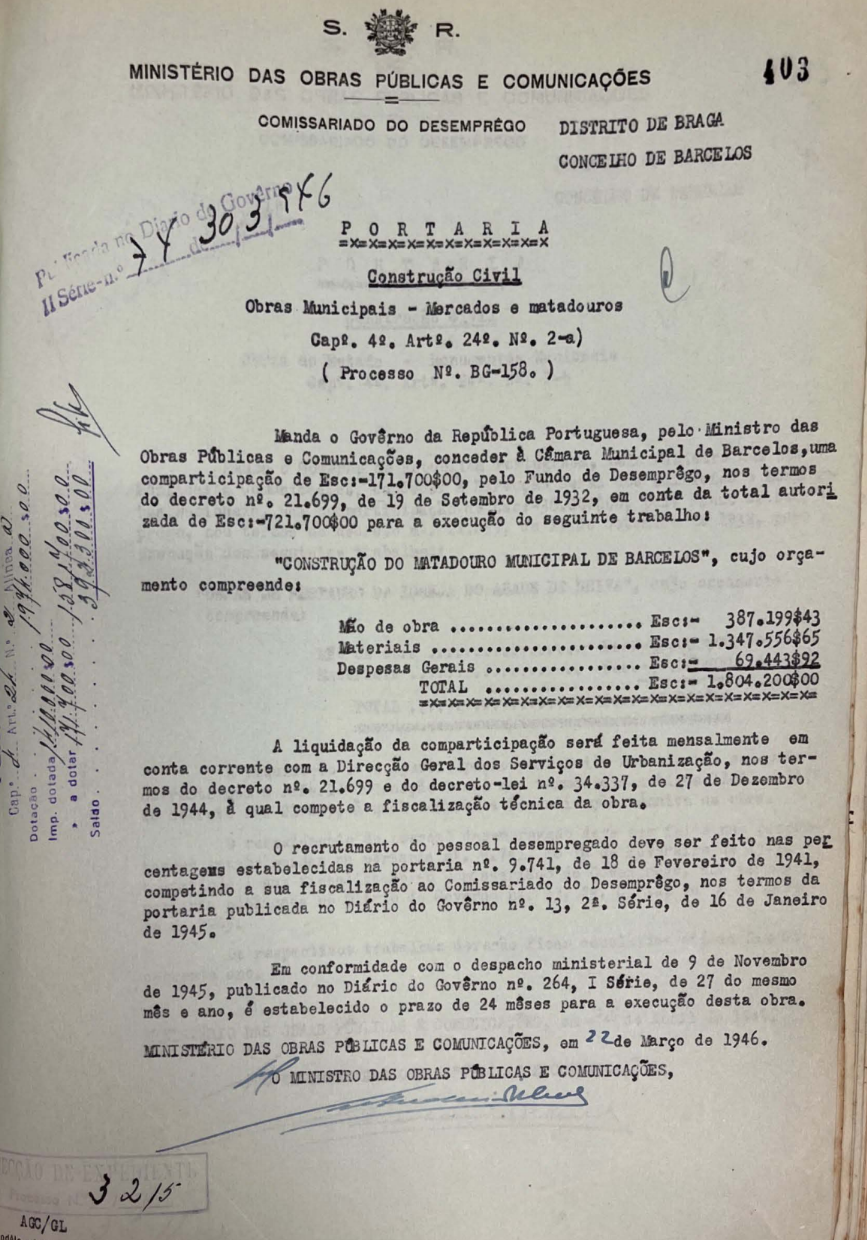 S. R.
MINISTÉRIO DAS OBRAS PÚBLICAS E COMUNICAÇÕES
403
COMISSARIADO DO DESEMPRÊGO
DISTRITO DE BRAGA
CONCELHO DE BARCELOS
Publicada no Diario do Govêrno
II Série-n.º 74 de 30/3/946
P O R T A R I A
=X=X=X=X=X=X=X=X=X=X=X=X
Construção Civil
Obras Municipais - Mercados e matadouros
Capº. 4º. Artº. 24º. Nº. 2-a)
( Processo Nº. BG-158. )
Manda o Govêrno da República Portuguesa, pelo Ministro das
Obras Públicas e Comunicações, conceder à Câmara Municipal de Barcelos,uma
comparticipação de Esc:-171.700$00, pelo Fundo de Desemprêgo, nos termos
do decreto nº. 21.699, de 19 de Setembro de 1932, em conta da total autori
zada de Esc:-721.700$00 para a execução do seguinte trabalho:
"CONSTRUÇÃO DO MATADOURO MUNICIPAL DE BARCELOS", cujo orça-
mento compreende:
Mão de obra ..................... Esc:- 387.199$43
Materiais ....................... Esc:- 1.347.556$65
Despesas Gerais ................. Esc:- 69.443$92
TOTAL ................. Esc:- 1.804.200$00
=X=X=X=X=X=X=X=X=X=X=X=X=X=X=X=X=X=X=X=X=X
A liquidação da comparticipação será feita mensalmente em
conta corrente com a Direcção Geral dos Serviços de Urbanização, nos ter-
mos do decreto nº. 21.699 e do decreto-lei nº. 34.337, de 27 de Dezembro
de 1944, à qual compete a fiscalização técnica da obra.
O recrutamento do pessoal desempregado deve ser feito nas per
centagens estabelecidas na portaria nº. 9.741, de 18 de Fevereiro de 1941,
competindo a sua fiscalização ao Comissariado do Desemprêgo, nos termos da
portaria publicada no Diário do Govêrno nº. 13, 2ª. Série, de 16 de Janeiro
de 1945.
Em conformidade com o despacho ministerial de 9 de Novembro
de 1945, publicado no Diário do Govêrno nº. 264, I Série, de 27 do mesmo
mês e ano, é estabelecido o prazo de 24 mêses para a execução desta obra.
MINISTÉRIO DAS OBRAS PÚBLICAS E COMUNICAÇÕES, em 22 de Março de 1946.
O MINISTRO DAS OBRAS PÚBLICAS E COMUNICAÇÕES,
Cap.º Art.º 24 N.º 2
Dotação
Imp. dotada
» a dotar 171.700$00
Saldo
3215
AGC/GL